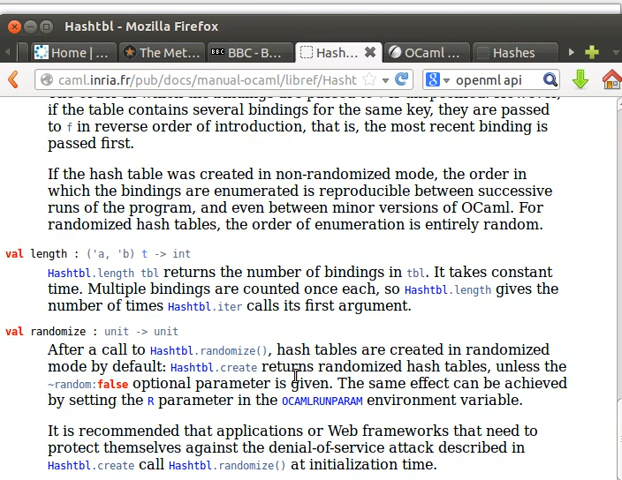 Hashtbl - Mozilla Firefox
Home | ...
The Met...
BBC - B...
Hash...
OCaml ...
Hashes
caml.inria.fr/pub/docs/manual-ocaml/libref/Hasht
openml api
if the table contains several bindings for the same key, they are passed
to f in reverse order of introduction, that is, the most recent binding is
passed first.
If the hash table was created in non-randomized mode, the order in
which the bindings are enumerated is reproducible between successive
runs of the program, and even between minor versions of OCaml. For
randomized hash tables, the order of enumeration is entirely random.
val length : ('a, 'b) t -> int
Hashtbl.length tbl returns the number of bindings in tbl. It takes constant
time. Multiple bindings are counted once each, so Hashtbl.length gives the
number of times Hashtbl.iter calls its first argument.
val randomize : unit -> unit
After a call to Hashtbl.randomize(), hash tables are created in randomized
mode by default: Hashtbl.create returns randomized hash tables, unless the
~random:false optional parameter is given. The same effect can be achieved
by setting the R parameter in the OCAMLRUNPARAM environment variable.
It is recommended that applications or Web frameworks that need to
protect themselves against the denial-of-service attack described in
Hashtbl.create call Hashtbl.randomize() at initialization time.